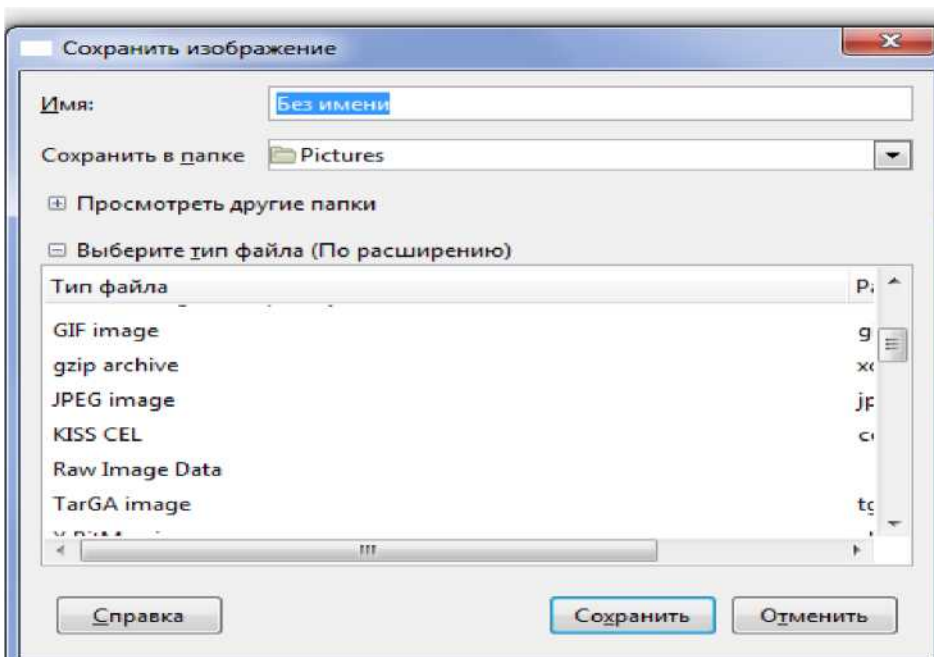 Сохранить изображение
Имя: Без имени
Сохранить в папке Pictures
Просмотреть другие папки
Выберите тип файла (По расширению)
Тип файла
GIF image g
gzip archive
JPEG image
KISS CEL
Raw Image Data
TarGA image
Справка Сохранить Отменить